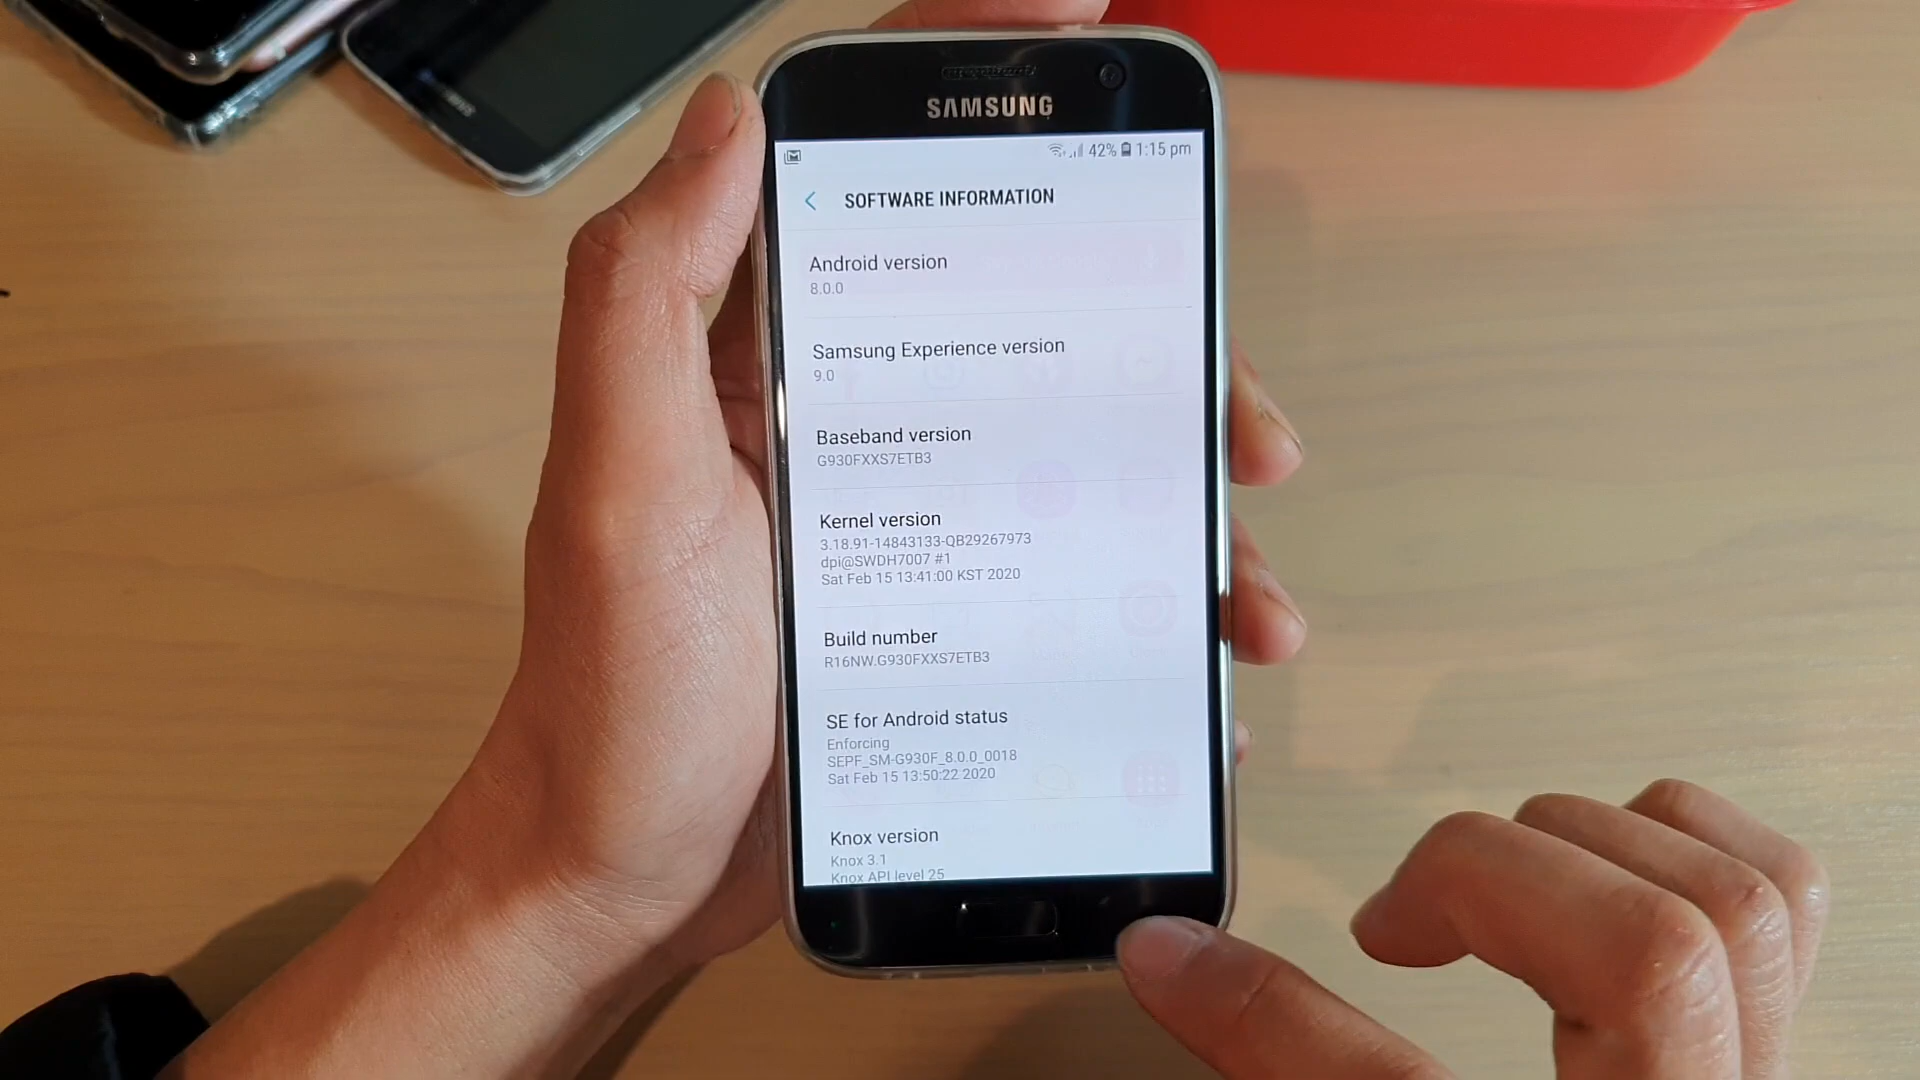 SAMSUNG
42% 1:15 pm
SOFTWARE INFORMATION
Android version
8.0.0
Samsung Experience version
9.0
Baseband version
G930FXXS7ETB3
Kernel version
3.18.91-14843133-QB29267973
dpi@SWDH7007 #1
Sat Feb 15 13:41:00 KST 2020
Build number
R16NW.G930FXXS7ETB3
SE for Android status
Enforcing
SEPF_SM-G930F_8.0.0_0018
Sat Feb 15 13:50:22 2020
Knox version
Knox 3.1
Knox API level 25